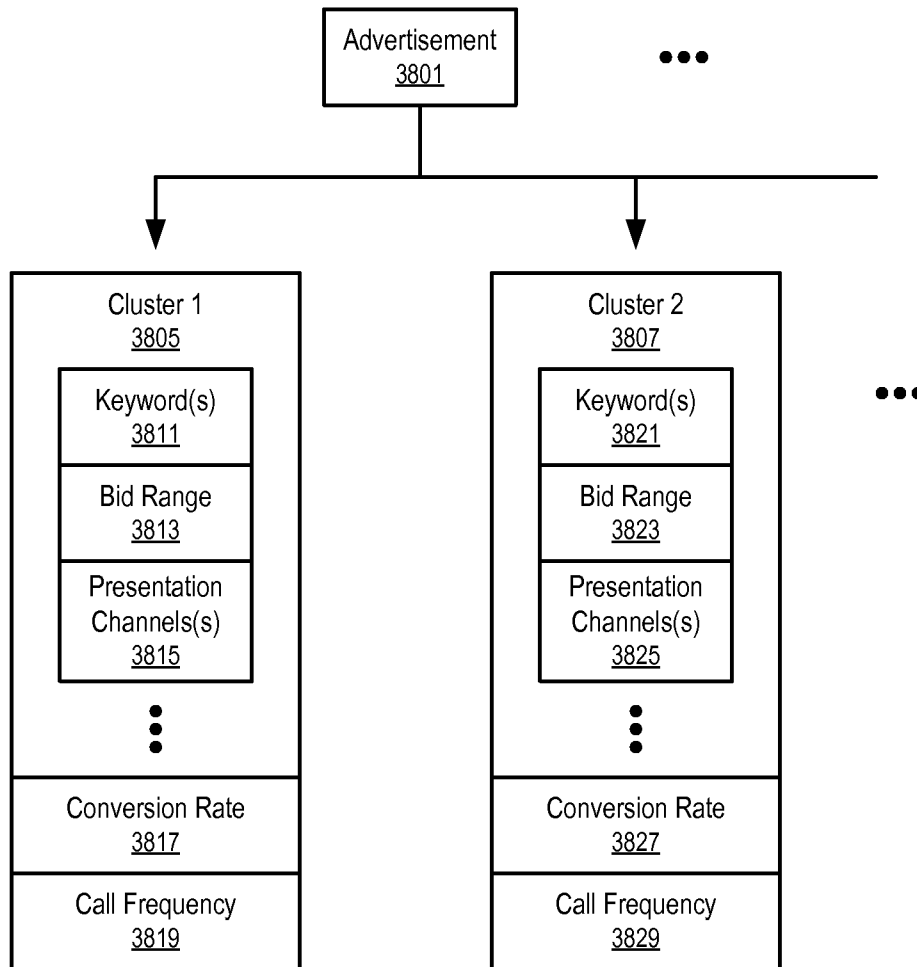 Advertisement
3801
Cluster 1
3805
Keyword(s)
3811
Bid Range
3813
Presentation
Channels(s)
3815
Conversion Rate
3817
Call Frequency
3819
Cluster 2
3807
Keyword(s)
3821
Bid Range
3823
Presentation
Channels(s)
3825
Conversion Rate
3827
Call Frequency
3829